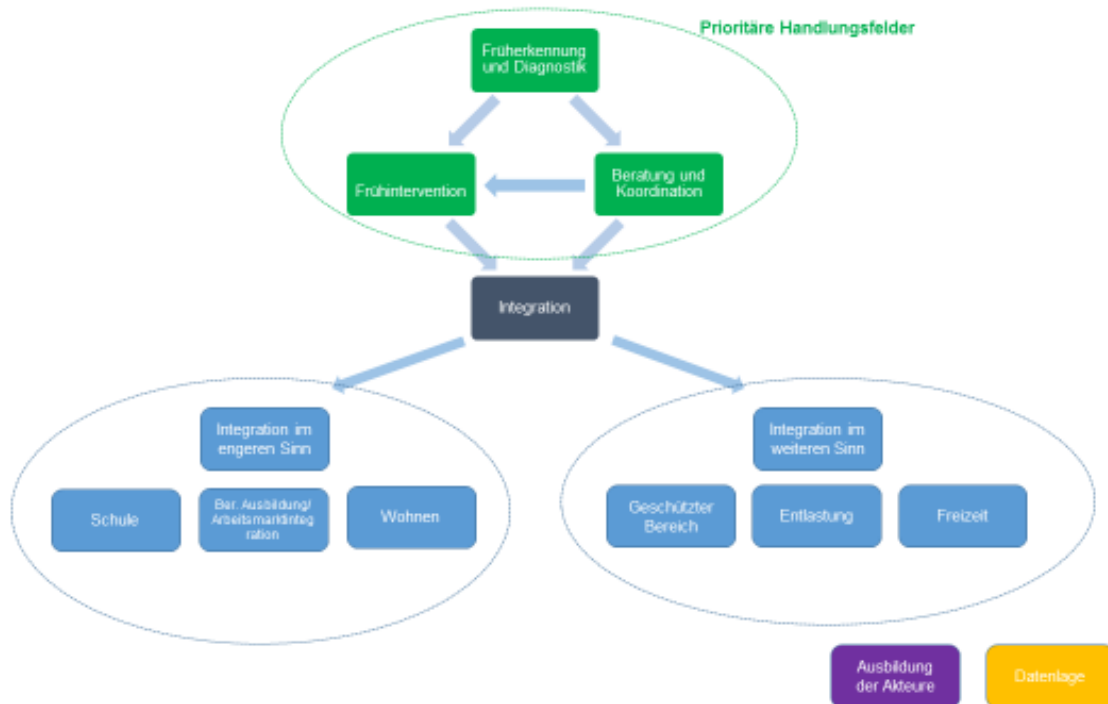 Prioritäre Handlungsfelder
Früherkennung
und Diagnostik
Frühintervention
Beratung und
Koordination
Integration
Integration im
engeren Sinn
Schule
Ber. Ausbildung/
Arbeitsmarktinteg
ration
Wohnen
Integration im
weiteren Sinn
Geschützter
Bereich
Entlastung
Freizeit
Ausbildung
der Akteure
Datenlage